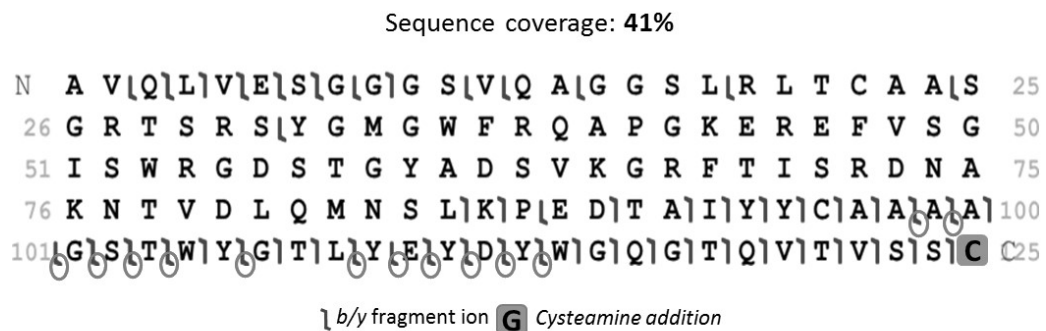 Sequence coverage: 41%
N A V Q L V E S G G G S V Q A G G S L R L T C A A S 25
26 G R T S R S Y G M G W F R Q A P G K E R E F V S G 50
51 I S W R G D S T G Y A D S V K G R F T I S R D N A 75
76 K N T V D L Q M N S L K P E D T A I Y Y C A A A A 100
101 G S T W Y G T L Y E Y D Y W G Q G T Q V T V S S C C 125
b/y fragment ion G Cysteamine addition